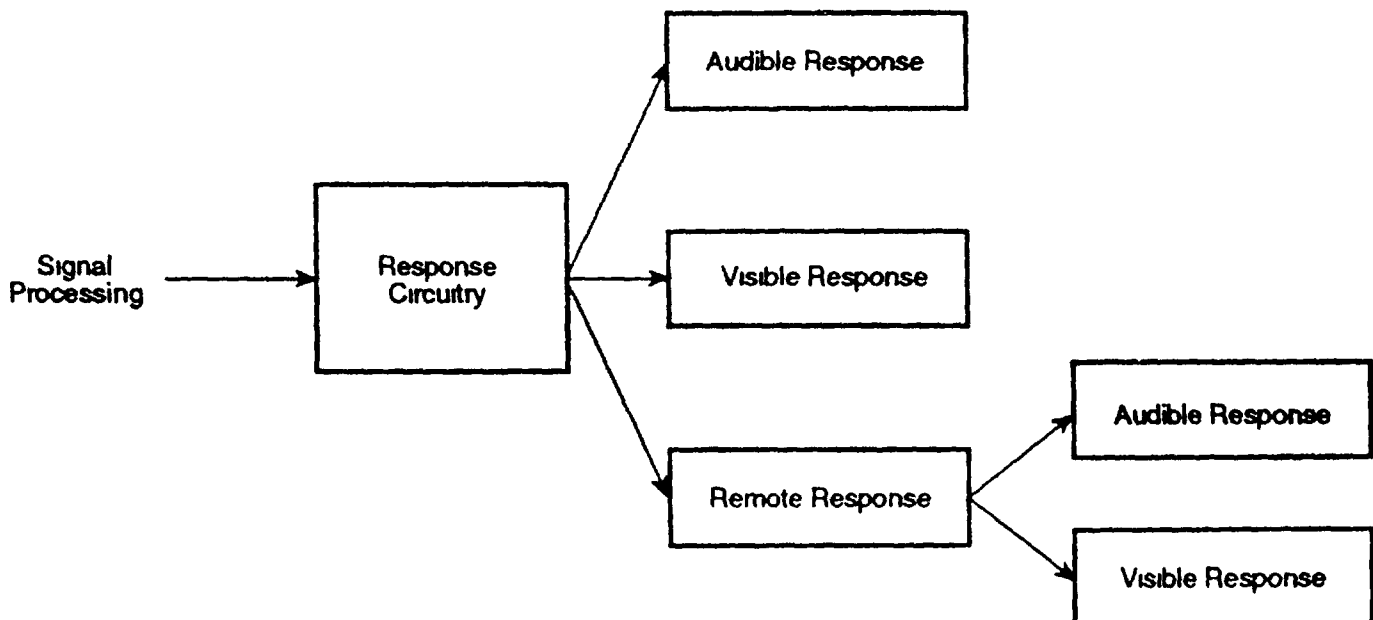 Audible Response
Signal
Processing
Response
Circuitry
Visible Response
Audible Response
Remote Response
Visible Response